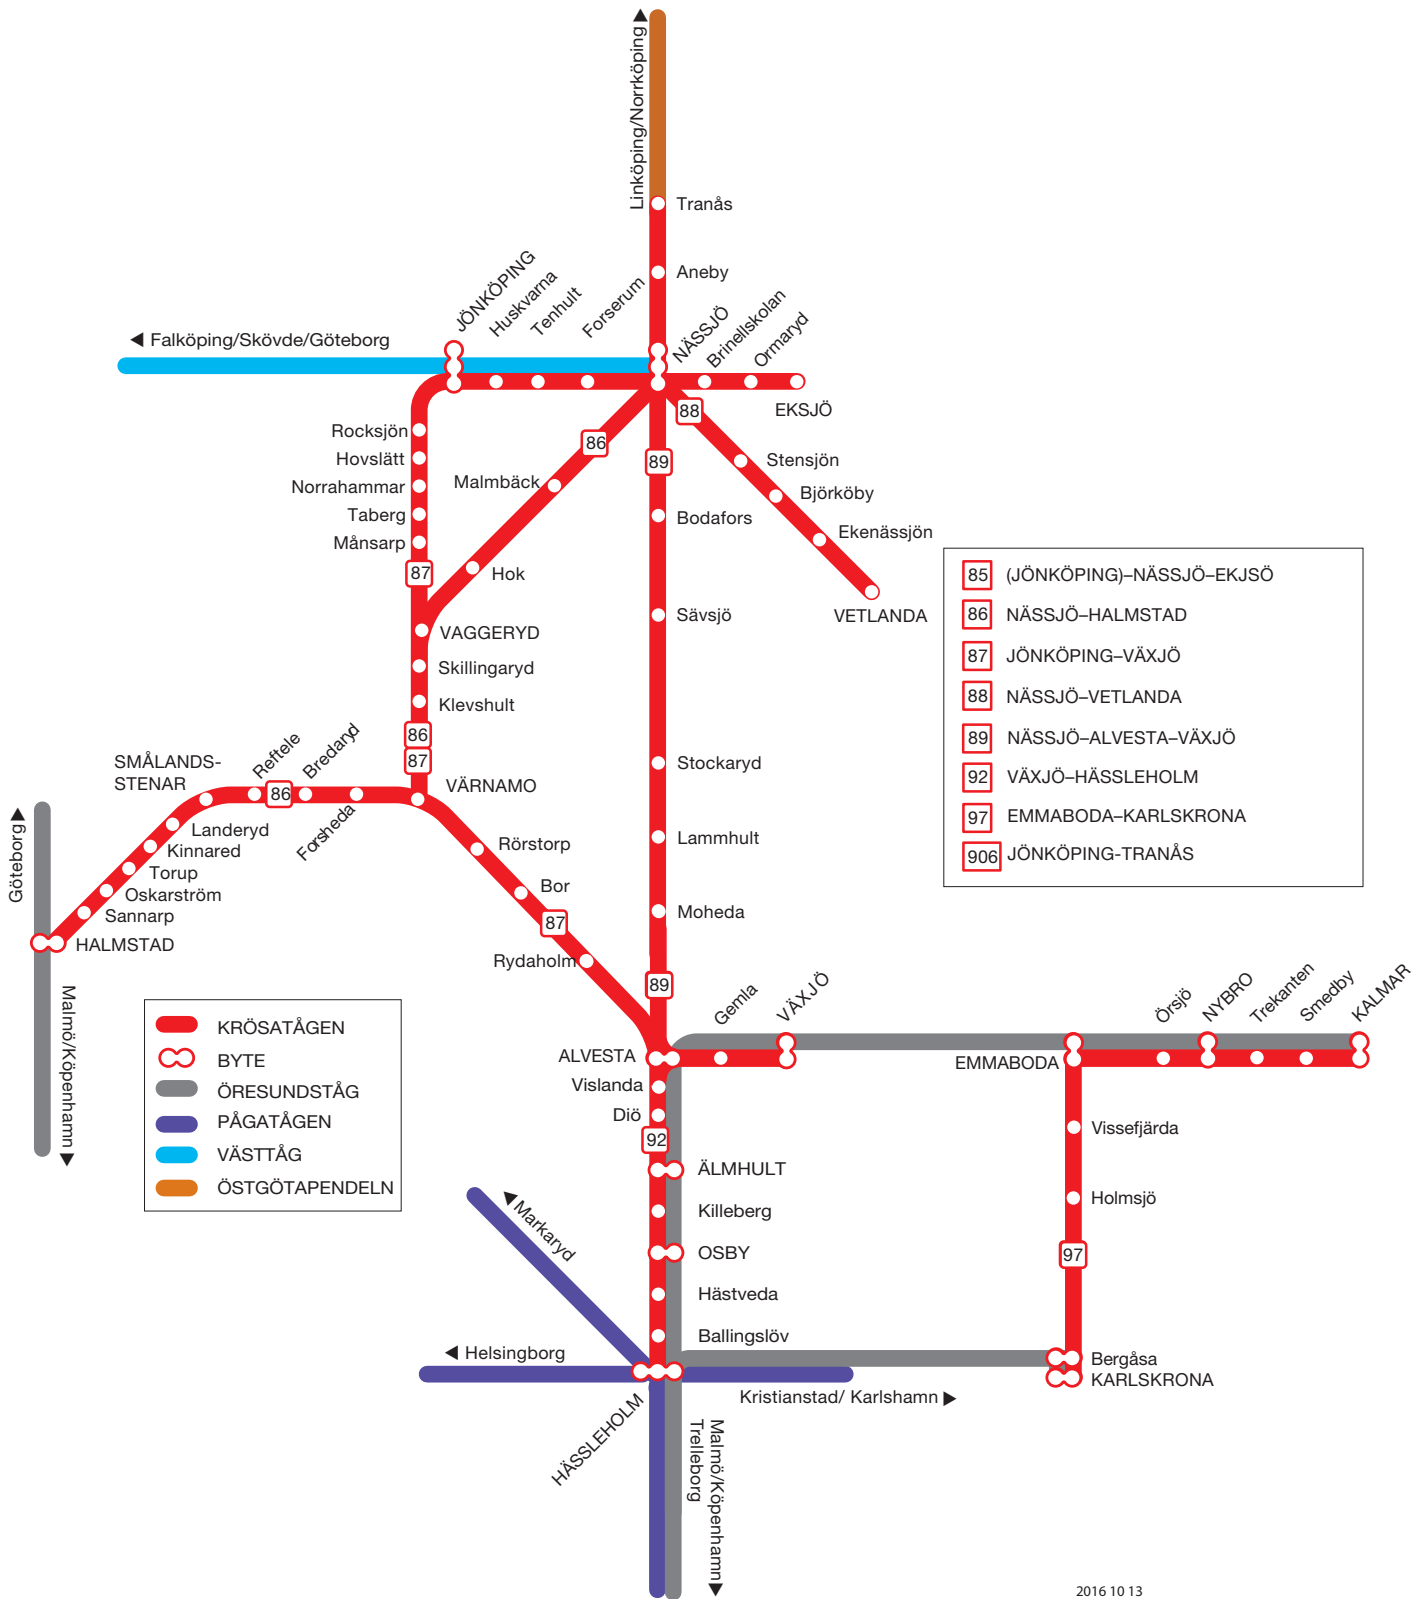 Linköping/Norrköping ▲
Tranås
Aneby
JÖNKÖPING
Huskvarna
Tenhult
Forserum
NÄSSJÖ
Brinellskolan
Ormaryd
◄ Falköping/Skövde/Göteborg
EKSJÖ
88
Rocksjön
86
Hovslätt
89
Stensjön
Norrahammar
Malmbäck
Björköby
Taberg
Bodafors
Ekenässjön
Månsarp
87
Hok
VETLANDA
VAGGERYD
Sävsjö
Skillingaryd
Klevshult
86
87
85 (JÖNKÖPING)–NÄSSJÖ–EKJSÖ
86 NÄSSJÖ–HALMSTAD
87 JÖNKÖPING–VÄXJÖ
88 NÄSSJÖ–VETLANDA
89 NÄSSJÖ–ALVESTA–VÄXJÖ
92 VÄXJÖ–HÄSSLEHOLM
97 EMMABODA–KARLSKRONA
906 JÖNKÖPING-TRANÅS
SMÅLANDS-
STENAR
Reftele
86
Bredaryd
Forsheda
VÄRNAMO
Stockaryd
Göteborg ▲
Landeryd
Kinnared
Torup
Oskarström
Sannarp
HALMSTAD
Malmö/Köpenhamn ▼
Rörstorp
Bor
87
Rydaholm
Lammhult
Moheda
89
Gemla
VÄXJÖ
Örsjö
NYBRO
Trekanten
Smedby
KALMAR
ALVESTA
EMMABODA
Vislanda
Diö
92
Vissefjärda
ÄLMHULT
Holmsjö
Killeberg
OSBY
97
Hästveda
Ballingslöv
KRÖSATÅGEN
BYTE
ÖRESUNDSTÅG
PÅGATÅGEN
VÄSTTÅG
ÖSTGÖTAPENDELN
◄ Markaryd
◄ Helsingborg
Bergåsa
KARLSKRONA
Kristianstad/ Karlshamn ►
HÄSSLEHOLM
Malmö/Köpenhamn ▼
Trelleborg
2016 10 13